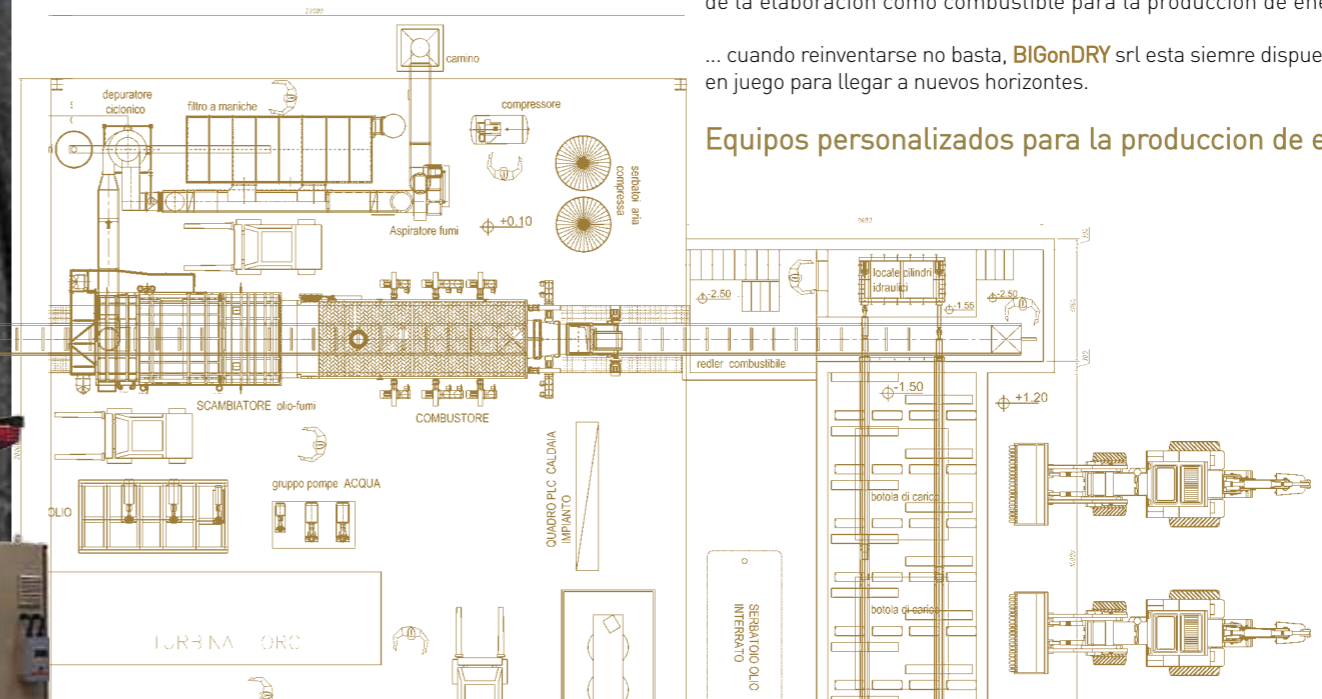 de la elaboracion como combustible para la produccion de ene
... cuando reinventarse no basta, BIGonDRY srl esta siemre dispue
en juego para llegar a nuevos horizontes.
Equipos personalizados para la produccion de e
camino
depuratore
ciclonico
filtro a maniche
compressore
serbatoi aria
compressa
Aspiratore fumi
+0.10
locale cilindri
idraulici
-2.50
-1.55
-2.50
redler combustibile
SCAMBIATORE olio-fumi
COMBUSTORE
-1.50
+1.20
gruppo pompe ACQUA
QUADRO PLC CALDAIA
IMPIANTO
OLIO
botola di carico
botola di carico
SERBATOIO OLIO
INTERRATO
TURBINA ORC